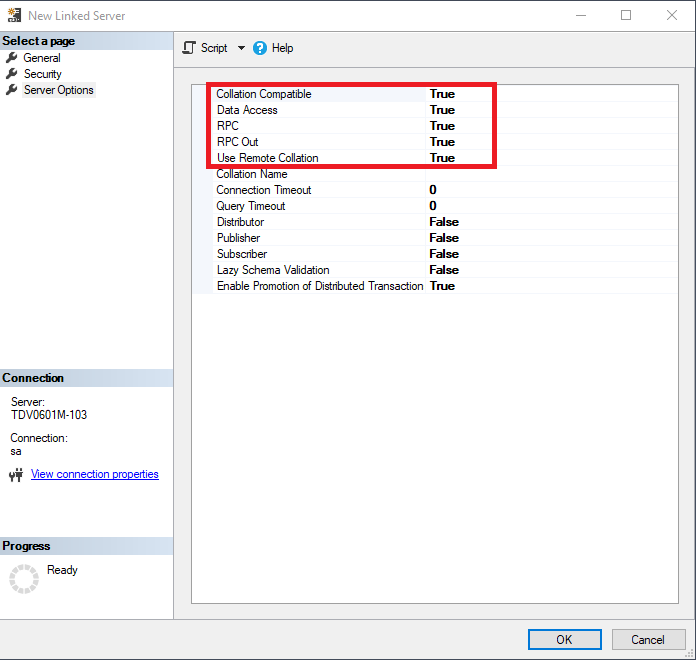 New Linked Server
Select a page
General
Security
Server Options
Script
Help
Collation Compatible True
Data Access True
RPC True
RPC Out True
Use Remote Collation True
Collation Name
Connection Timeout 0
Query Timeout 0
Distributor False
Publisher False
Subscriber False
Lazy Schema Validation False
Enable Promotion of Distributed Transaction True
Connection
Server:
TDV0601M-103
Connection:
sa
View connection properties
Progress
Ready
OK
Cancel